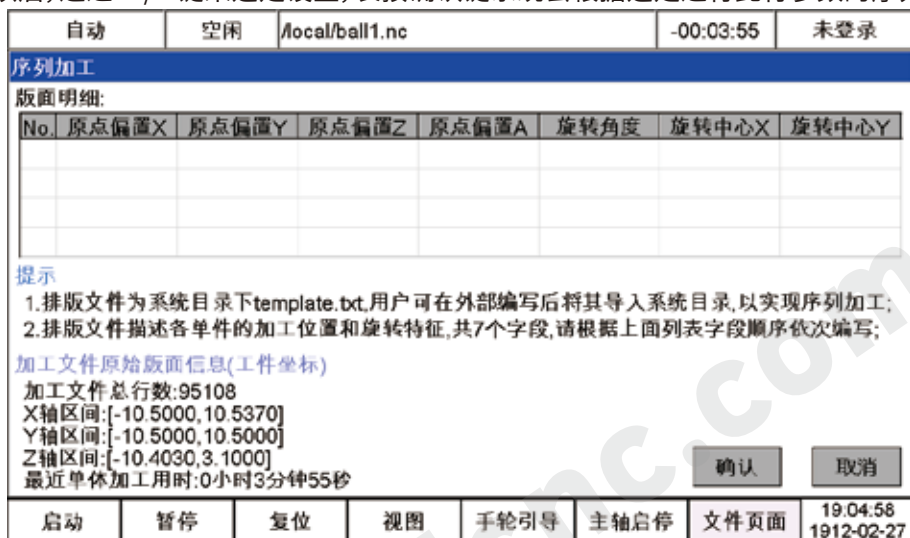 自动 空闲 /local/ball1.nc -00:03:55 未登录
序列加工
版面明细:
No. 原点偏置X 原点偏置Y 原点偏置Z 原点偏置A 旋转角度 旋转中心X 旋转中心Y
提示
1.排版文件为系统目录下template.txt,用户可在外部编写后将其导入系统目录,以实现序列加工;
2.排版文件描述各单件的加工位置和旋转特征,共7个字段,请根据上面列表字段顺序依次编写;
加工文件原始版面信息(工件坐标)
加工文件总行数:95108
X轴区间:[-10.5000,10.5370]
Y轴区间:[-10.5000,10.5000]
Z轴区间:[-10.4030,3.1000]
最近单体加工用时:0小时3分钟55秒
确认 取消
启动 暂停 复位 视图 手轮引导 主轴启停 文件页面 19:04:58
1912-02-27